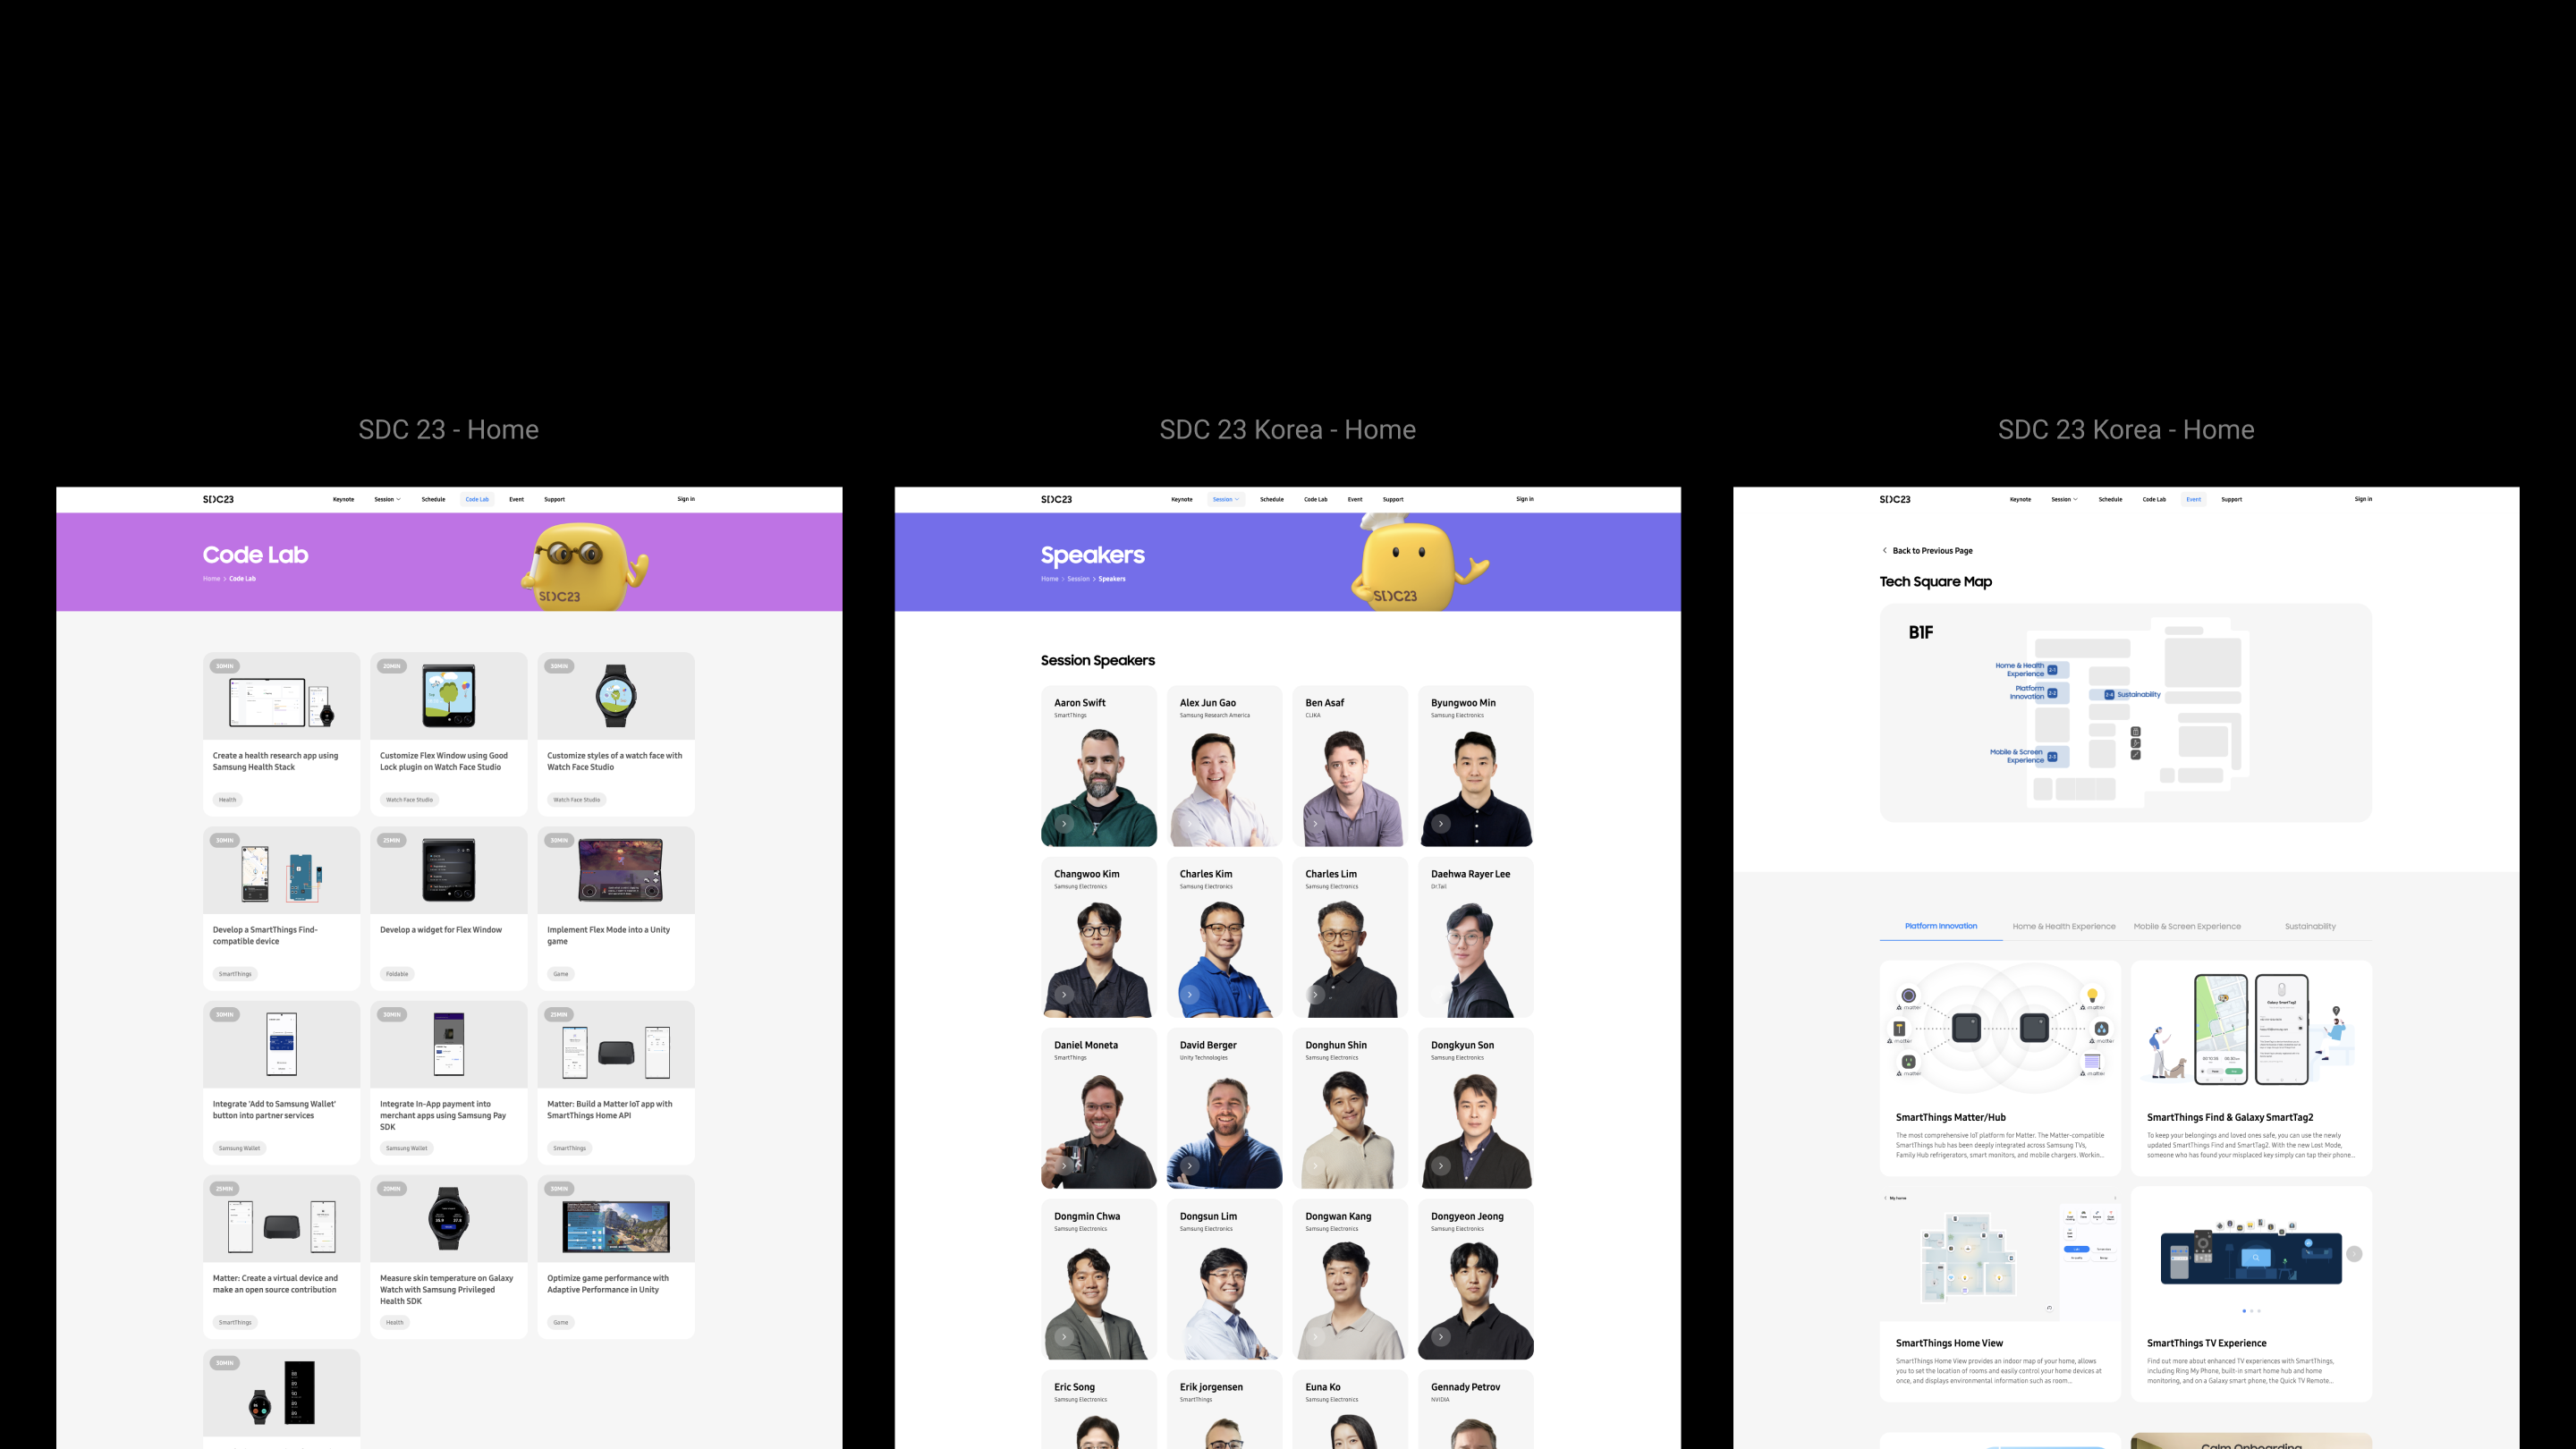 SDC 23 - Home
SDC23
Keynote Session Schedule Code Lab Event Support Sign in
Code Lab
Home > Code Lab
SDC23
30MIN
Create a health research app using
Samsung Health Stack
Health
20MIN
Customize Flex Window using Good
Lock plugin on Watch Face Studio
Watch Face Studio
30MIN
Customize styles of a watch face with
Watch Face Studio
Watch Face Studio
30MIN
Develop a SmartThings Find-
compatible device
SmartThings
25MIN
Develop a widget for Flex Window
Foldable
30MIN
Implement Flex Mode into a Unity
game
Game
30MIN
Integrate 'Add to Samsung Wallet'
button into partner services
Samsung Wallet
30MIN
Integrate In-App payment into
merchant apps using Samsung Pay
SDK
Samsung Wallet
25MIN
Matter: Build a Matter IoT app with
SmartThings Home API
SmartThings
25MIN
Matter: Create a virtual device and
make an open source contribution
SmartThings
20MIN
Measure skin temperature on Galaxy
Watch with Samsung Privileged
Health SDK
Health
30MIN
Optimize game performance with
Adaptive Performance in Unity
Game
30MIN
SDC 23 Korea - Home
SDC23
Keynote Session Schedule Code Lab Event Support Sign in
Speakers
Home > Session > Speakers
SDC23
Session Speakers
Aaron Swift
SmartThings
Alex Jun Gao
Samsung Research America
Ben Asaf
CLIKA
Byungwoo Min
Samsung Electronics
Changwoo Kim
Samsung Electronics
Charles Kim
Samsung Electronics
Charles Lim
Samsung Electronics
Daehwa Rayer Lee
Dr.Tail
Daniel Moneta
SmartThings
David Berger
Unity Technologies
Donghun Shin
Samsung Electronics
Dongkyun Son
Samsung Electronics
Dongmin Chwa
Samsung Electronics
Dongsun Lim
Samsung Electronics
Dongwan Kang
Samsung Electronics
Dongyeon Jeong
Samsung Electronics
Eric Song
Samsung Electronics
Erik jorgensen
SmartThings
Euna Ko
Samsung Electronics
Gennady Petrov
NVIDIA
SDC 23 Korea - Home
SDC23
Keynote Session Schedule Code Lab Event Support Sign in
Back to Previous Page
Tech Square Map
B1F
Home & Health
Experience
2-1
Platform
Innovation
2-2
2-4 Sustainability
Mobile & Screen
Experience
2-3
Platform Innovation Home & Health Experience Mobile & Screen Experience Sustainability
matter
matter
matter
matter
matter
matter
SmartThings Matter/Hub
The most comprehensive IoT platform for Matter. The Matter-compatible
SmartThings hub has been deeply integrated across Samsung TVs,
Family Hub refrigerators, smart monitors, and mobile chargers. Workin...
Galaxy SmartTag2
SmartThings Find & Galaxy SmartTag2
To keep your belongings and loved ones safe, you can use the newly
updated SmartThings Find and SmartTag2. With the new Lost Mode,
someone who has found your misplaced key simply can tap their phone...
My home
SmartThings Home View
SmartThings Home View provides an indoor map of your home, allows
you to set the location of rooms and easily control your home devices at
once, and displays environmental information such as room...
SmartThings TV Experience
Find out more about enhanced TV experiences with SmartThings,
including Ring My Phone, built-in smart home hub and home
monitoring, and on a Galaxy smart phone, the Quick TV Remote...
Calm Onboarding